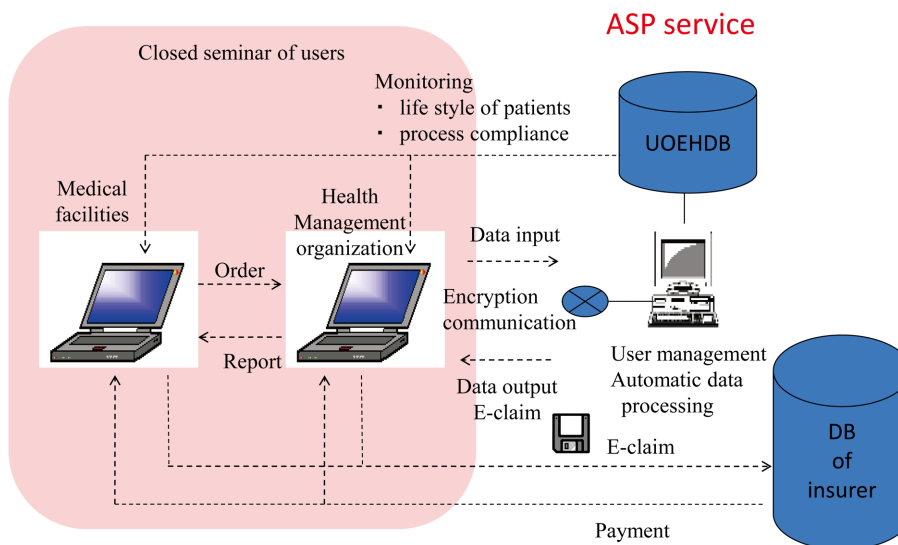 ASP service
Closed seminar of users
Monitoring
・ life style of patients
・ process compliance
UOEHDB
Medical
facilities
Health
Management
organization
Data input
Order
Encryption
communication
Report
User management
Automatic data
processing
Data output
E-claim
E-claim
DB
of
insurer
Payment